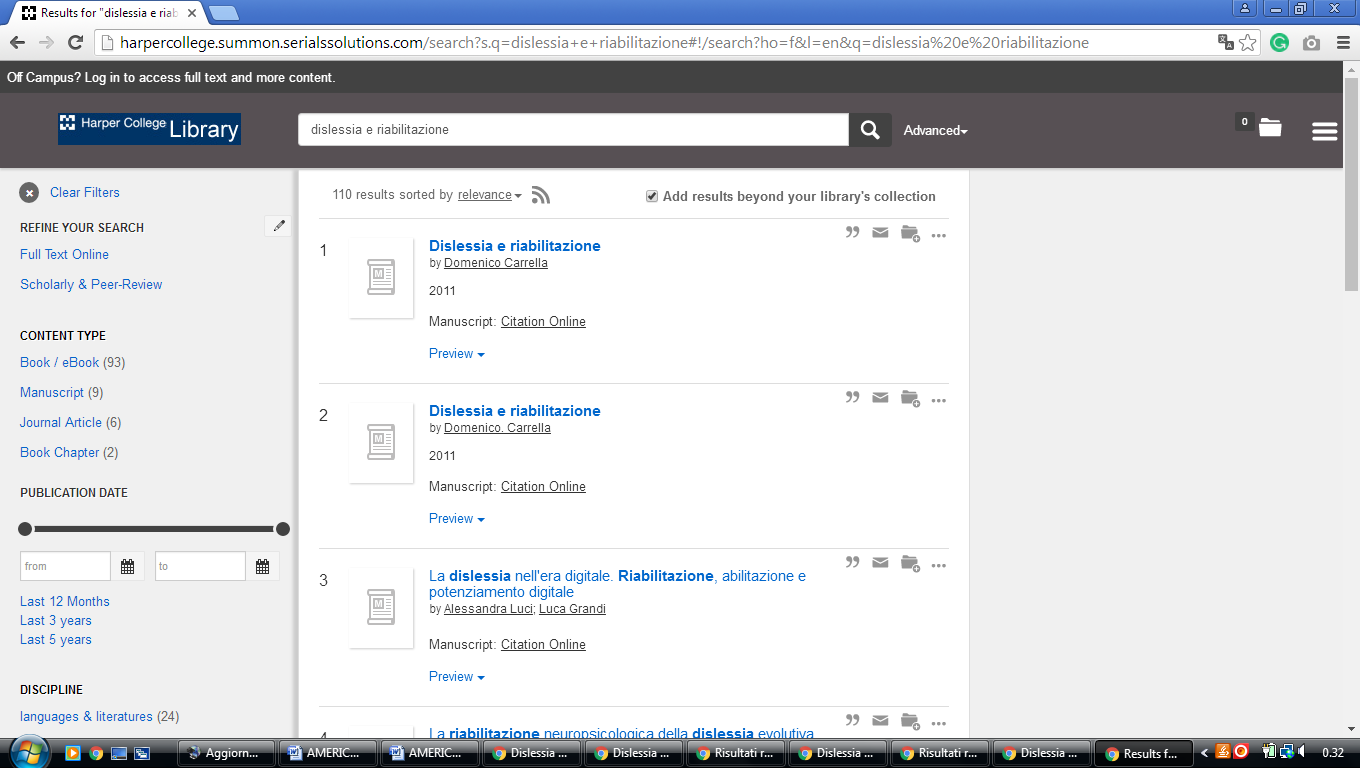 Results for "dislessia e riab
harpercollege.summon.serialssolutions.com/search?s.q=dislessia+e+riabilitazione#!/search?ho=f&l=en&q=dislessia%20e%20riabilitazione
Off Campus? Log in to access full text and more content.
Harper College Library
dislessia e riabilitazione
Advanced
0
Clear Filters
REFINE YOUR SEARCH
Full Text Online
Scholarly & Peer-Review
CONTENT TYPE
Book / eBook (93)
Manuscript (9)
Journal Article (6)
Book Chapter (2)
PUBLICATION DATE
from
to
Last 12 Months
Last 3 years
Last 5 years
DISCIPLINE
languages & literatures (24)
110 results sorted by relevance
Add results beyond your library's collection
1
Dislessia e riabilitazione
by Domenico Carrella
2011
Manuscript: Citation Online
Preview
2
Dislessia e riabilitazione
by Domenico. Carrella
2011
Manuscript: Citation Online
Preview
3
La dislessia nell'era digitale. Riabilitazione, abilitazione e
potenziamento digitale
by Alessandra Luci; Luca Grandi
Manuscript: Citation Online
Preview
4
La riabilitazione neuropsicologica della dislessia evolutiva
Aggiorn...
AMERIC...
AMERIC...
Dislessia ...
Dislessia ...
Risultati r...
Dislessia ...
Risultati r...
Dislessia ...
Results f...
0.32